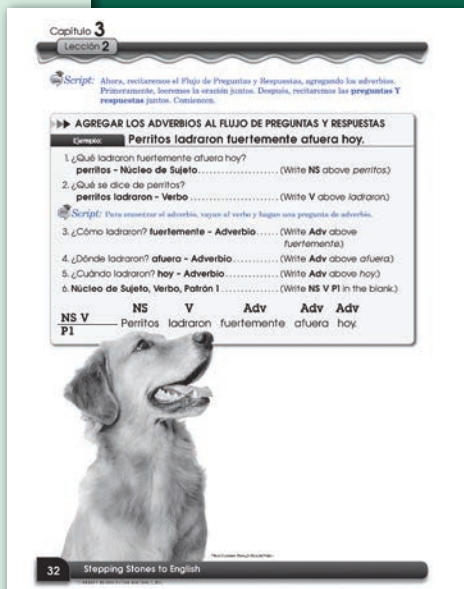 Capítulo 3
Lección 2
Script: Ahora, recitaremos el Flujo de Preguntas y Respuestas, agregando los adverbios.
Primeramente, leeremos la oración juntos. Después, recitaremos las preguntas Y
respuestas juntos. Comiencen.
AGREGAR LOS ADVERBIOS AL FLUJO DE PREGUNTAS Y RESPUESTAS
Ejemplo: Perritos ladraron fuertemente afuera hoy.
1. ¿Qué ladraron fuertemente afuera hoy?
perritos - Núcleo de Sujeto (Write NS above perritos.)
2. ¿Qué se dice de perritos?
perritos ladraron - Verbo (Write V above ladraron.)
Script: Para encontrar el adverbio, vayan al verbo y hagan una pregunta de adverbio.
3. ¿Cómo ladraron? fuertemente - Adverbio (Write Adv above
fuertemente.)
4. ¿Dónde ladraron? afuera - Adverbio (Write Adv above afuera.)
5. ¿Cuándo ladraron? hoy - Adverbio (Write Adv above hoy.)
6. Núcleo de Sujeto, Verbo, Patrón 1 (Write NS V P1 in the blank.)
NS V Adv Adv Adv
NS V Perritos ladraron fuertemente afuera hoy.
P1
32 Stepping Stones to English